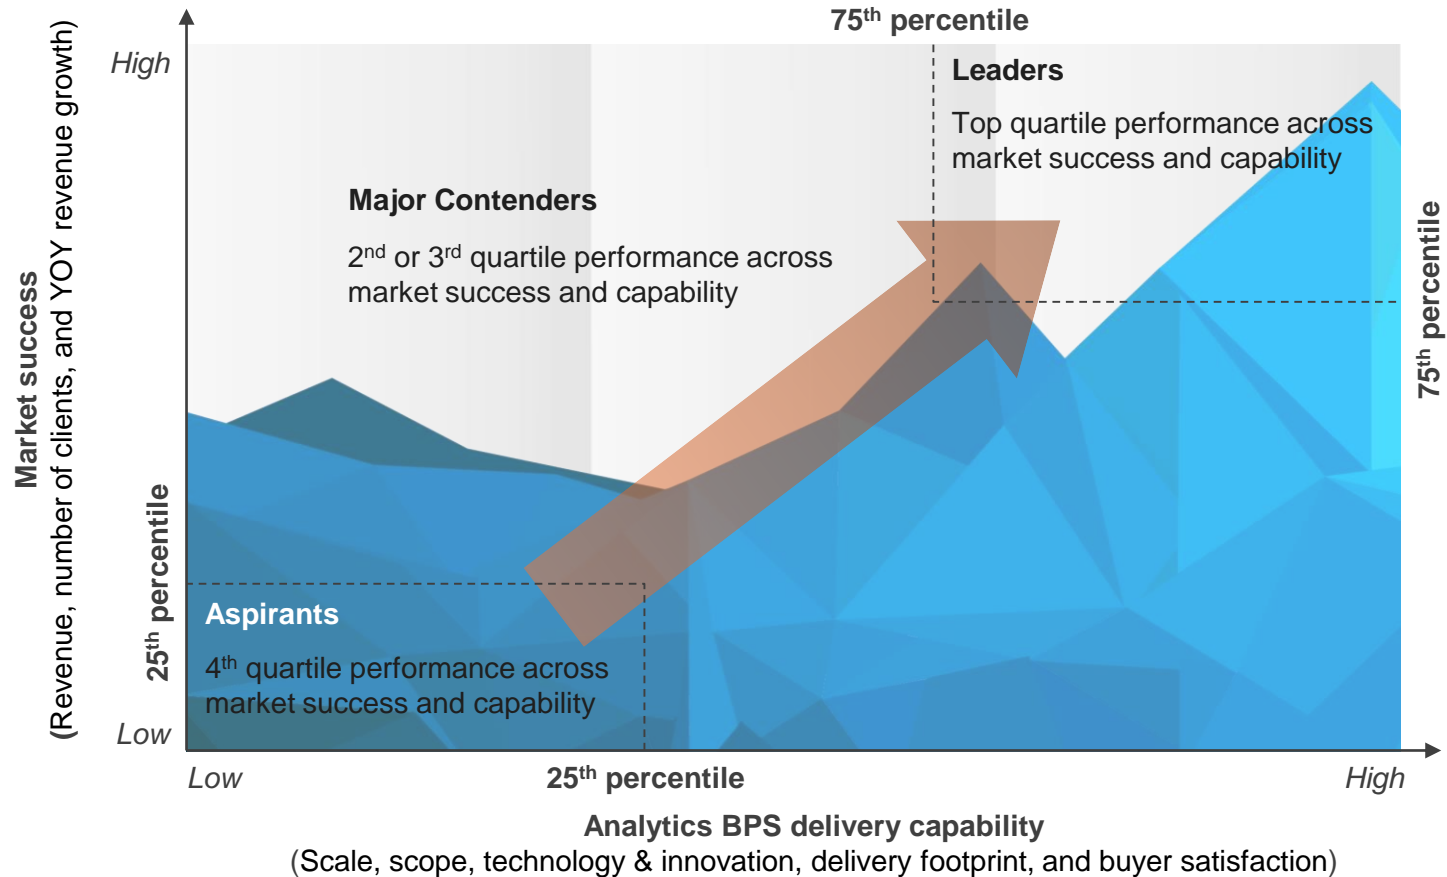 75th percentile
High
Leaders
Top quartile performance across
market success and capability
Major Contenders
2nd or 3rd quartile performance across
market success and capability
75th percentile
Market success
(Revenue, number of clients, and YOY revenue growth)
25th percentile
Aspirants
4th quartile performance across
market success and capability
Low
Low
25th percentile
High
Analytics BPS delivery capability
(Scale, scope, technology & innovation, delivery footprint, and buyer satisfaction)